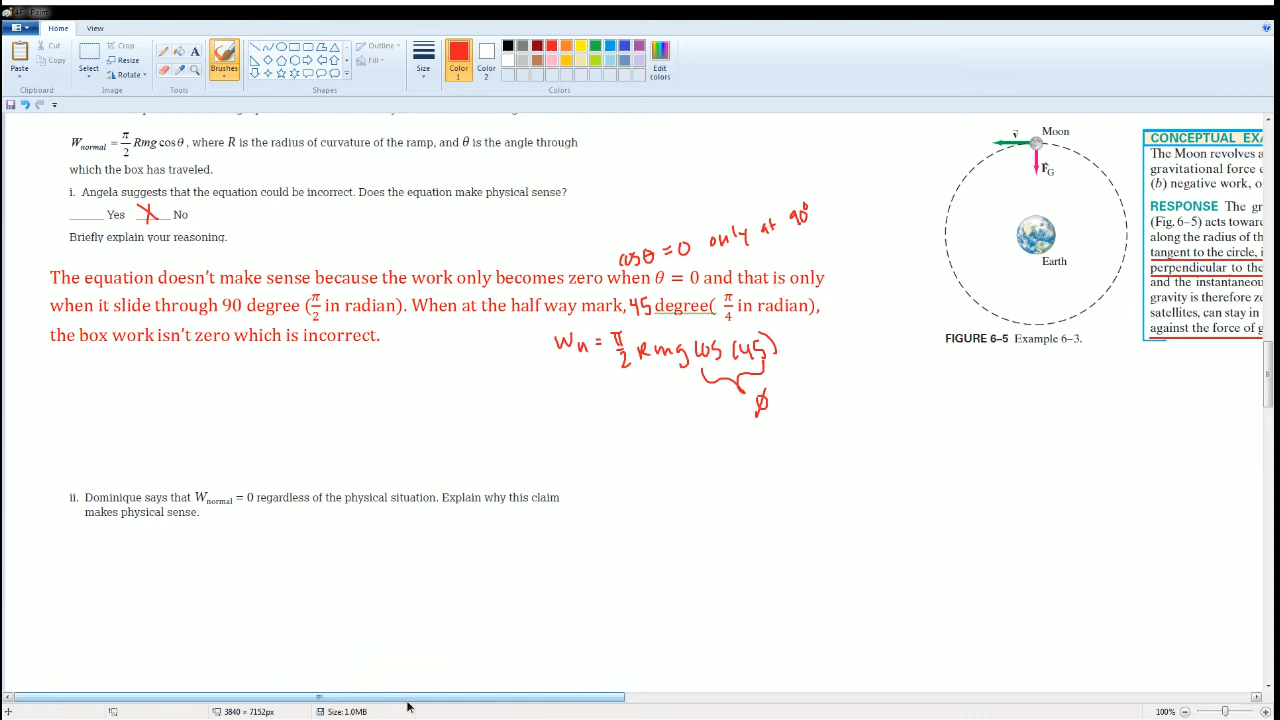 4F - Paint
Home View
Cut
Copy
Paste
Clipboard
Crop
Resize
Rotate
Select
Image
Tools
Brushes
Outline
Fill
Shapes
Size
Color 1
Color 2
Edit colors
Colors
W normal = π/2 Rmg cos θ, where R is the radius of curvature of the ramp, and θ is the angle through
which the box has traveled.
i. Angela suggests that the equation could be incorrect. Does the equation make physical sense?
_____ Yes __X__ No
Briefly explain your reasoning.
cosθ = 0 only at 90°
The equation doesn't make sense because the work only becomes zero when θ = 0 and that is only
when it slide through 90 degree (π/2 in radian). When at the half way mark, 45 degree( π/4 in radian),
the box work isn't zero which is incorrect.
Wn = π/2 Rmg cos (45)
ii. Dominique says that Wnormal = 0 regardless of the physical situation. Explain why this claim
makes physical sense.
v
Moon
FG
Earth
FIGURE 6–5 Example 6–3.
CONCEPTUAL EXA
The Moon revolves a
gravitational force e
(b) negative work, o
RESPONSE The gr
(Fig. 6–5) acts towar
along the radius of th
tangent to the circle, i
perpendicular to the
and the instantaneou
gravity is therefore ze
satellites, can stay in
against the force of g
3840 × 7152px
Size: 1.0MB
100%